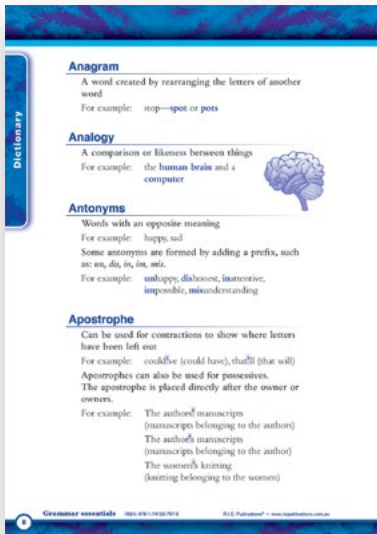 Dictionary
Anagram
A word created by rearranging the letters of another
word
For example: stop—spot or pots
Analogy
A comparison or likeness between things
For example: the human brain and a
computer
Antonyms
Words with an opposite meaning
For example: happy, sad
Some antonyms are formed by adding a prefix, such
as: un, dis, in, im, mis.
For example: unhappy, dishonest, inattentive,
impossible, misunderstanding
Apostrophe
Can be used for contractions to show where letters
have been left out
For example: could've (could have), that'll (that will)
Apostrophes can also be used for possessives.
The apostrophe is placed directly after the owner or
owners.
For example: The authors' manuscripts
(manuscripts belonging to the authors)
The author's manuscripts
(manuscripts belonging to the author)
The women's knitting
(knitting belonging to the women)
Grammar essentials
R.I.C. Publications® – www.ricpublications.com.au